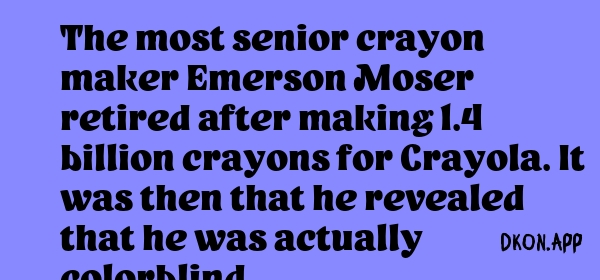 The most senior crayon
maker Emerson Moser
retired after making 1.4
billion crayons for Crayola. It
was then that he revealed
that he was actually
DKON.APP
colorblind